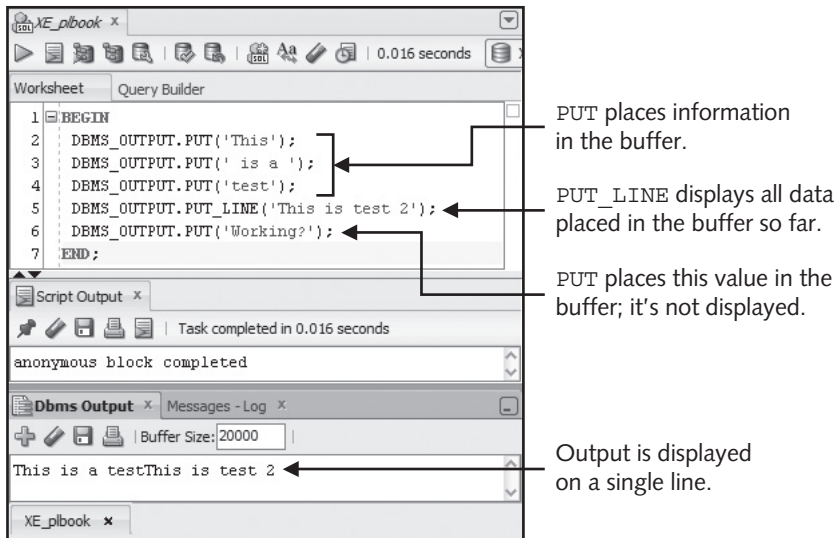 XE_plbook x
0.016 seconds
Worksheet Query Builder
1 BEGIN
2 DBMS_OUTPUT.PUT('This');
3 DBMS_OUTPUT.PUT(' is a ');
4 DBMS_OUTPUT.PUT('test');
5 DBMS_OUTPUT.PUT_LINE('This is test 2');
6 DBMS_OUTPUT.PUT('Working?');
7 END;
PUT places information
in the buffer.
PUT_LINE displays all data
placed in the buffer so far.
PUT places this value in the
buffer; it's not displayed.
Script Output x
Task completed in 0.016 seconds
anonymous block completed
Dbms Output x Messages - Log x
Buffer Size: 20000
This is a testThis is test 2
Output is displayed
on a single line.
XE_plbook x